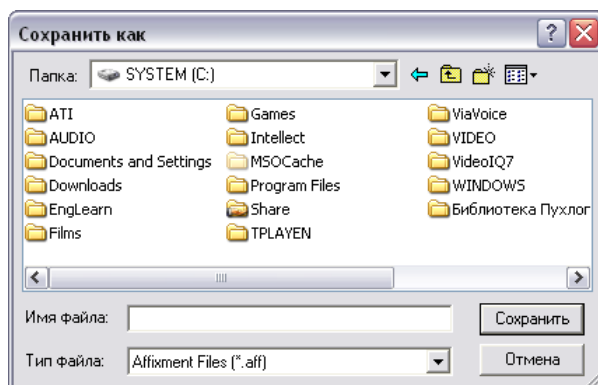 Сохранить как
Папка: SYSTEM (C:)
ATI Games ViaVoice
AUDIO Intellect VIDEO
Documents and Settings MSOCache VideoIQ7
Downloads Program Files WINDOWS
EngLearn Share Библиотека Пухлог
Films TPLAYEN
Имя файла: Сохранить
Тип файла: Affixment Files (*.aff) Отмена